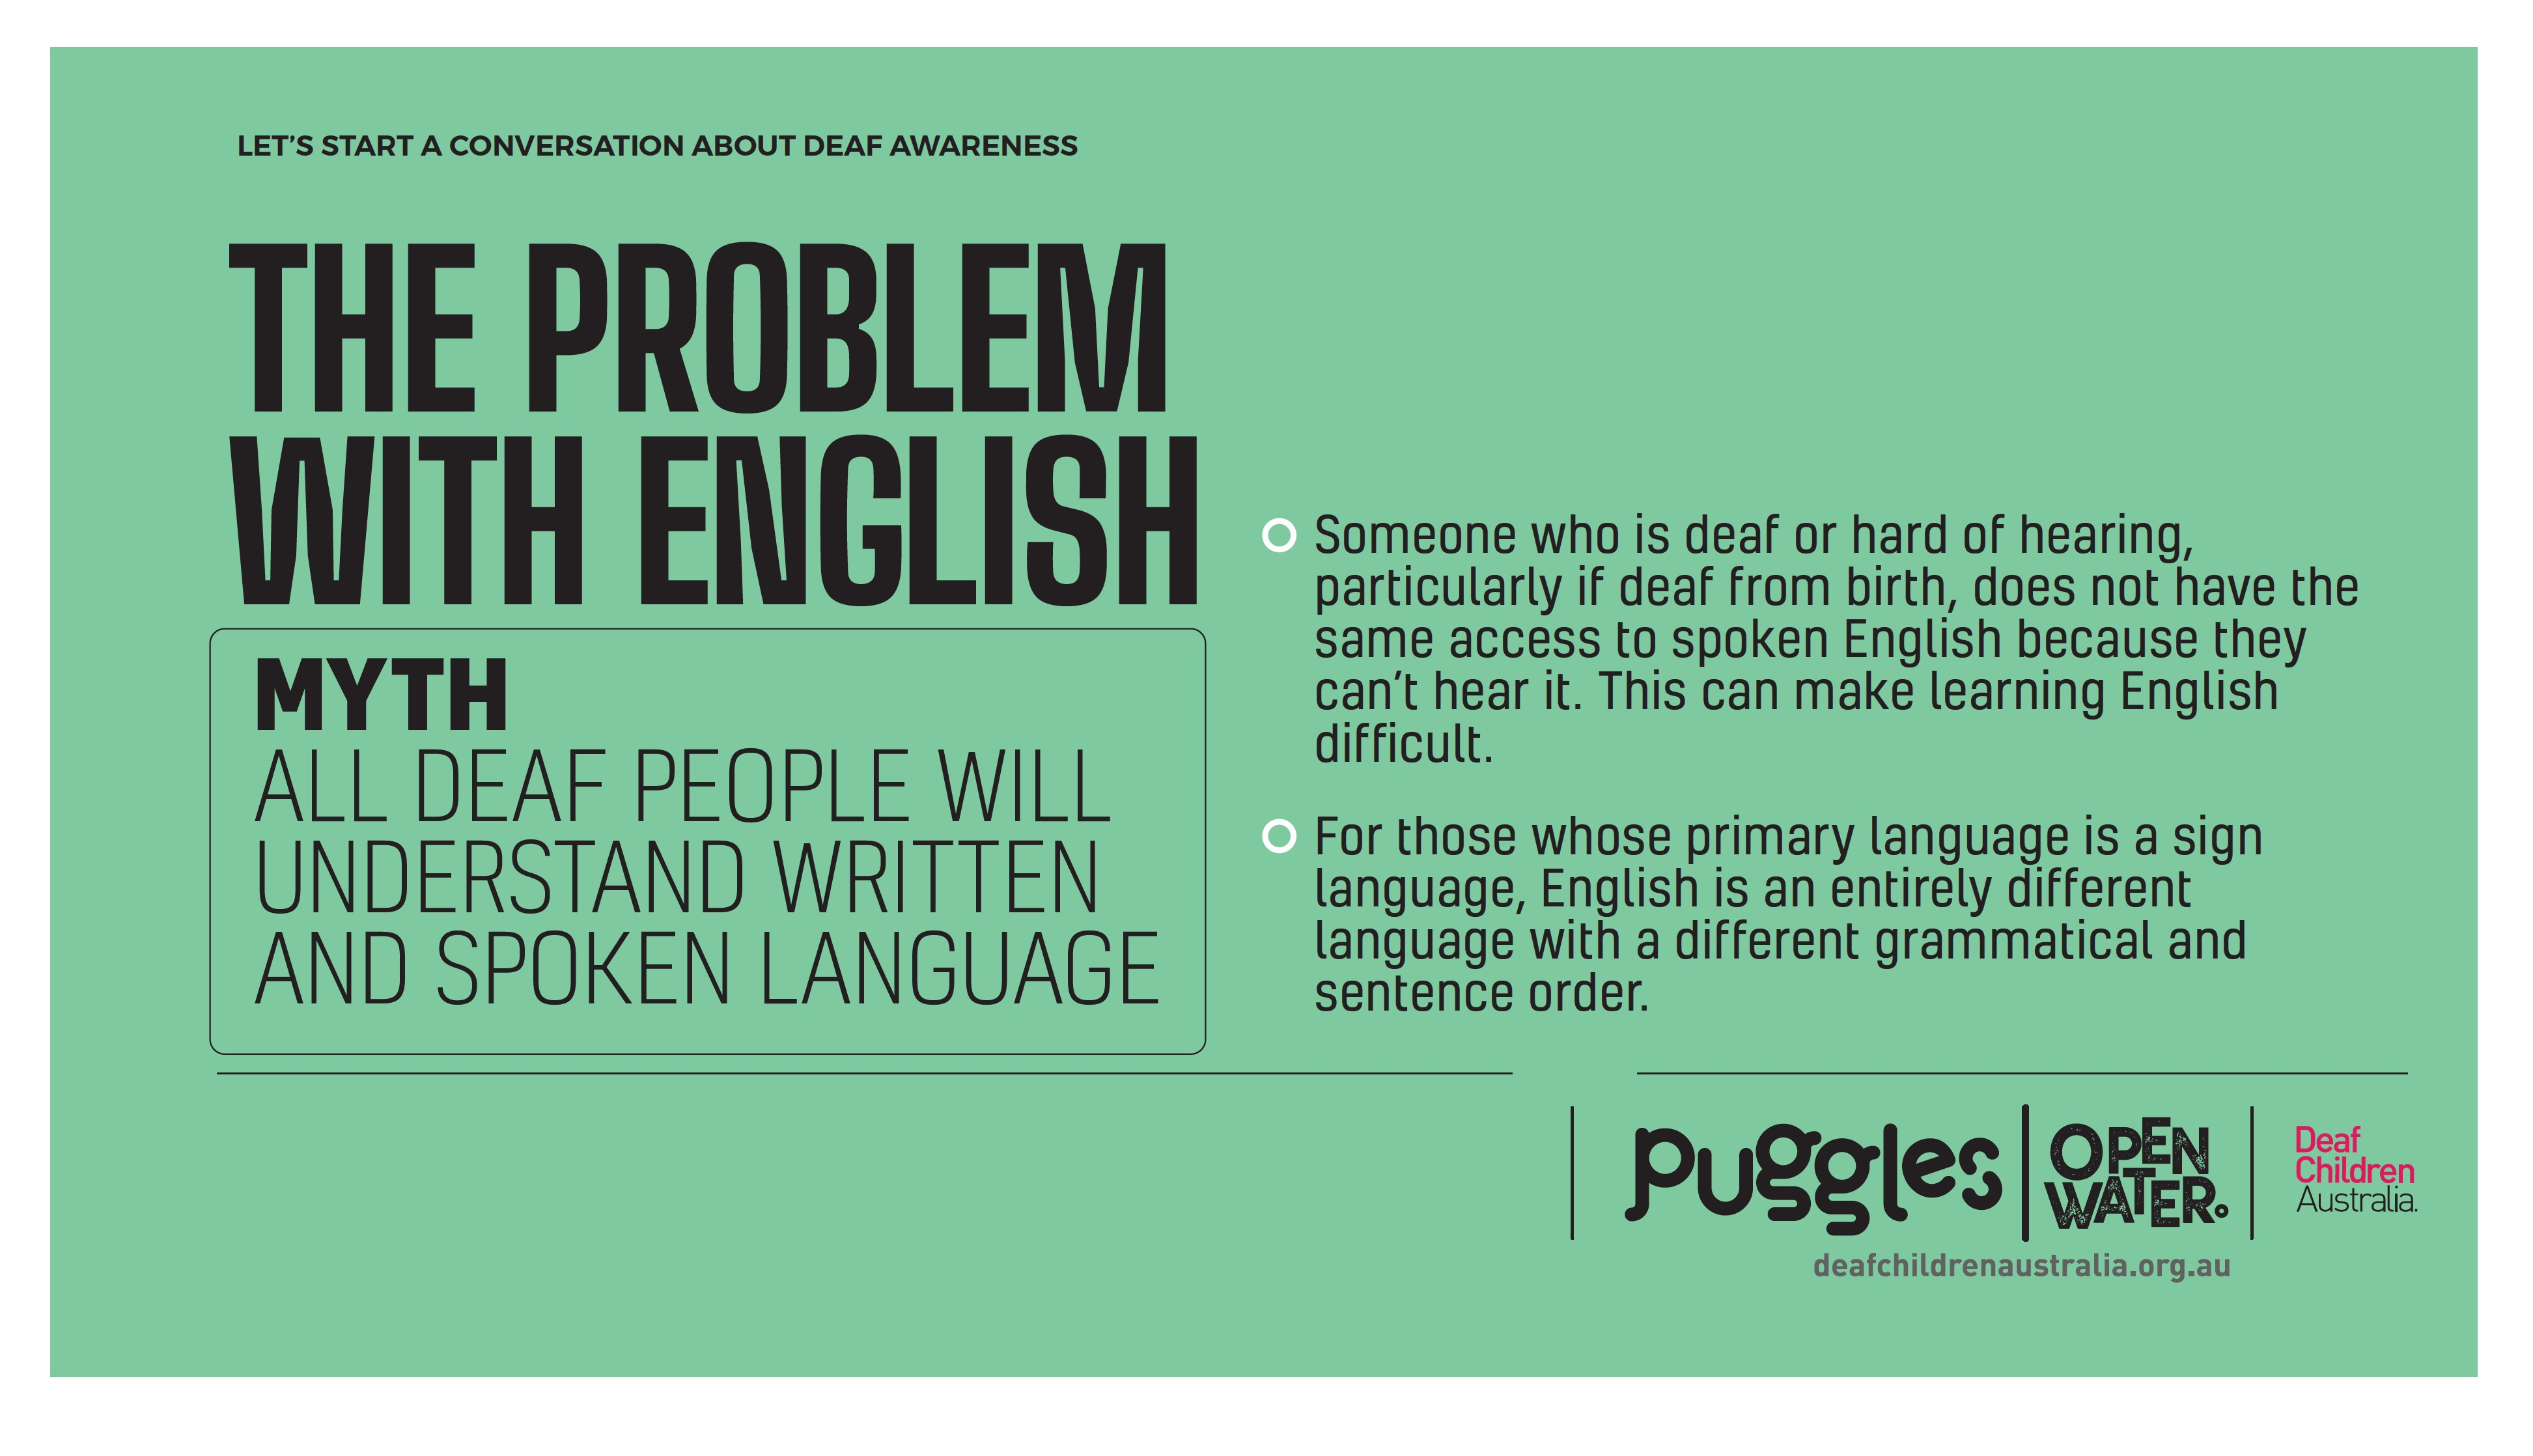 LET'S START A CONVERSATION ABOUT DEAF AWARENESS
THE PROBLEM
WITH ENGLISH
MYTH
ALL DEAF PEOPLE WILL
UNDERSTAND WRITTEN
AND SPOKEN LANGUAGE
Someone who is deaf or hard of hearing,
particularly if deaf from birth, does not have the
same access to spoken English because they
can't hear it. This can make learning English
difficult.
For those whose primary language is a sign
language, English is an entirely different
language with a different grammatical and
sentence order.
puggles
OPEN
WATER.
Deaf
Children
Australia.
deafchildrenaustralia.org.au